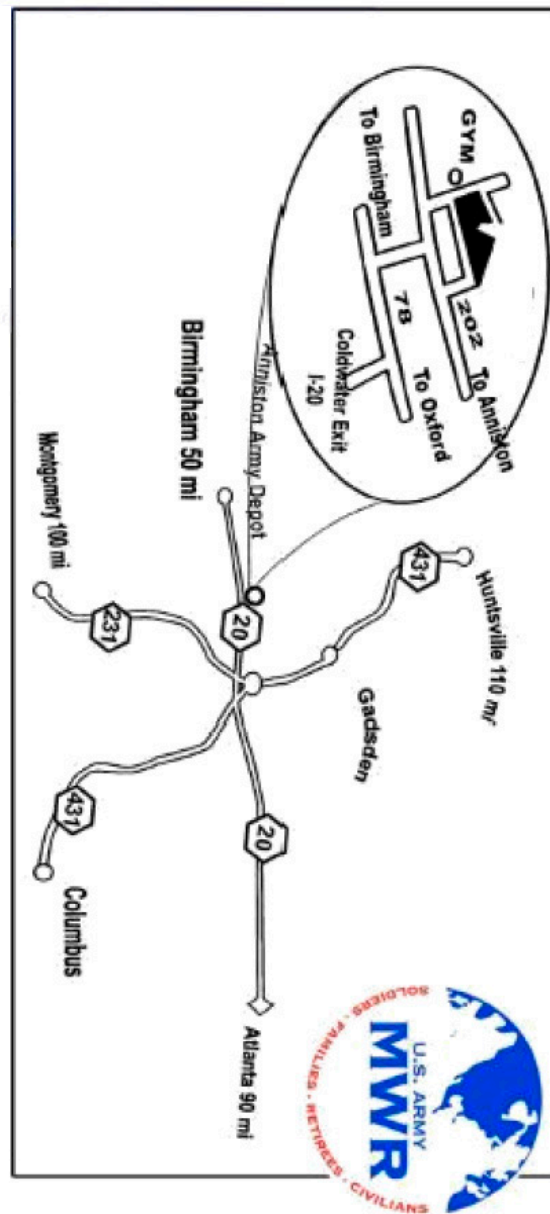 GYM
202
To Anniston
To Birmingham
78
To Oxford
Coldwater Exit
I-20
Huntsville 110 mi
431
Gadsden
Anniston Army Depot
Birmingham 50 mi
20
20
Atlanta 90 mi
Montgomery 100 mi
231
431
Columbus
U.S. ARMY
MWR
SOLDIERS · FAMILIES · RETIREES · CIVILIANS